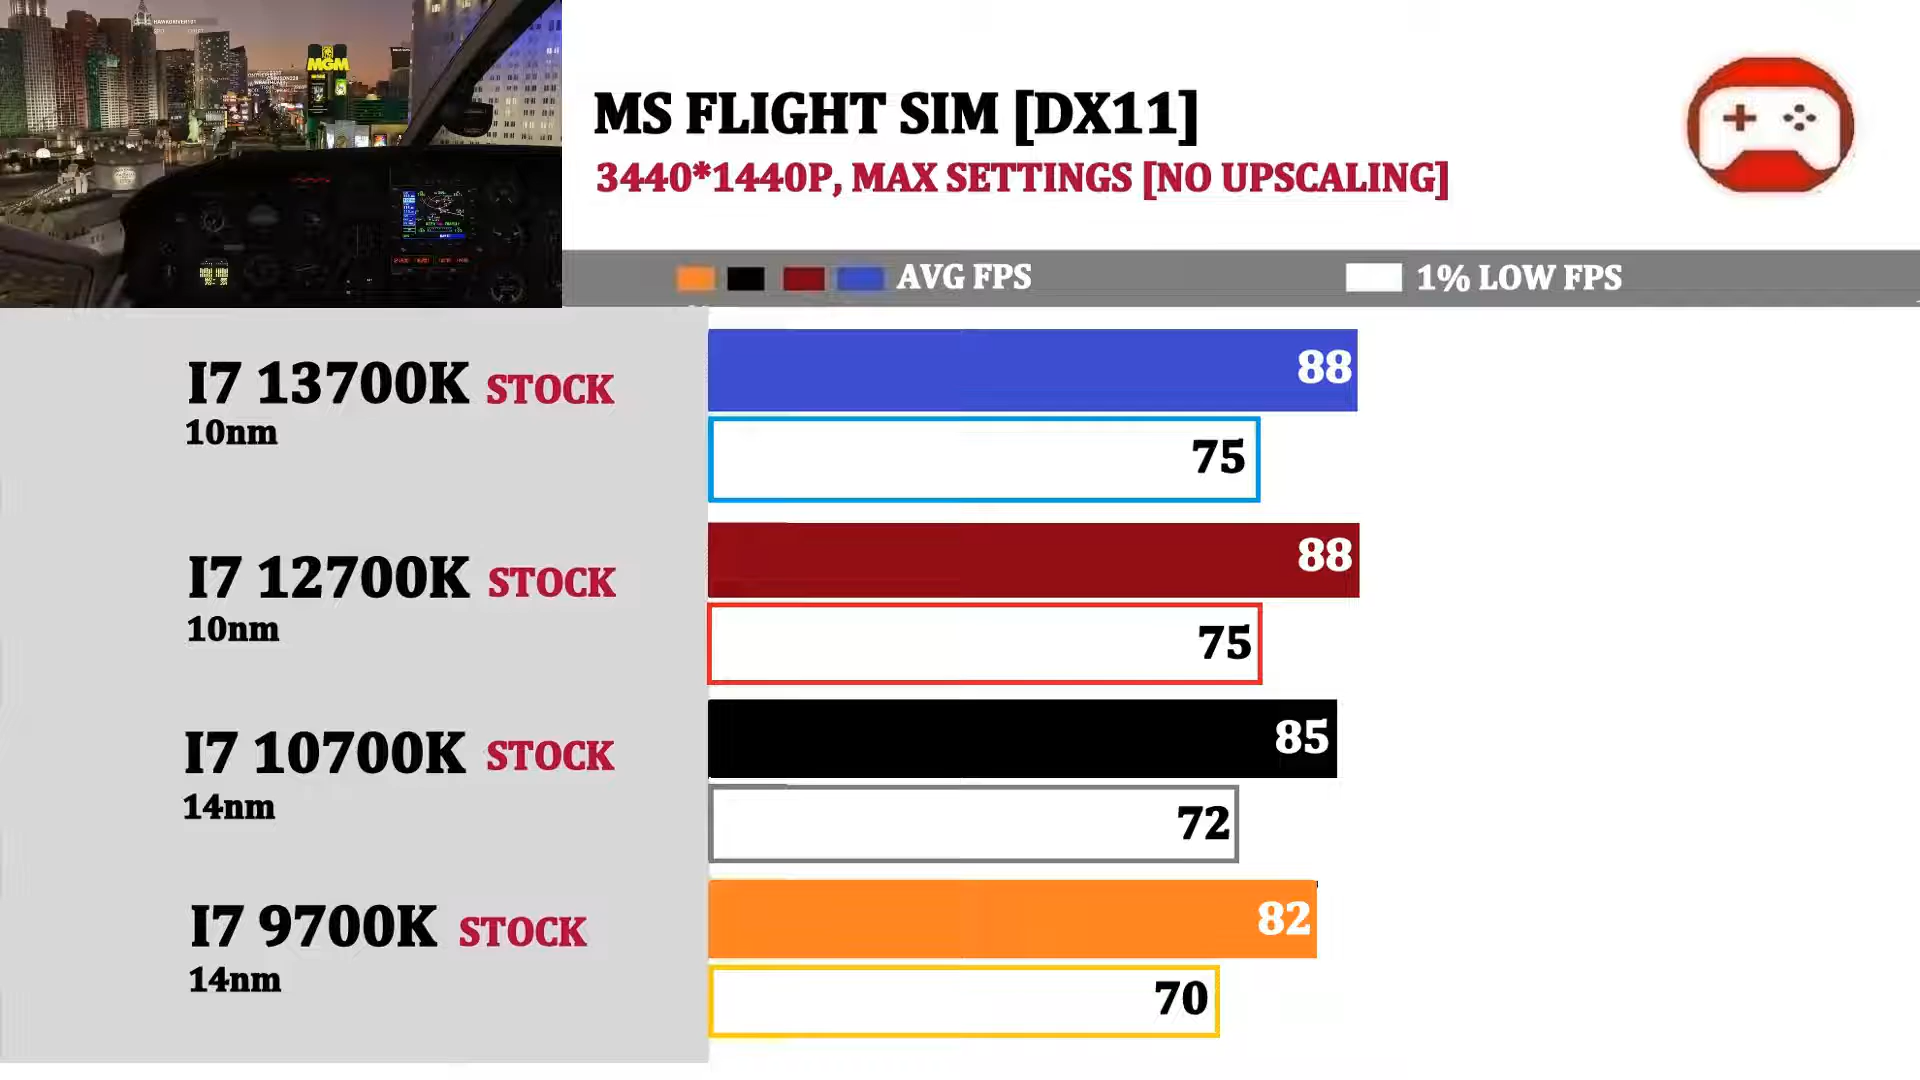 HAWKDRIVER101
MGM
MS FLIGHT SIM [DX11]
3440*1440P, MAX SETTINGS [NO UPSCALING]
AVG FPS
1% LOW FPS
I7 13700K STOCK
10nm
88
75
I7 12700K STOCK
10nm
88
75
I7 10700K STOCK
14nm
85
72
I7 9700K STOCK
14nm
82
70